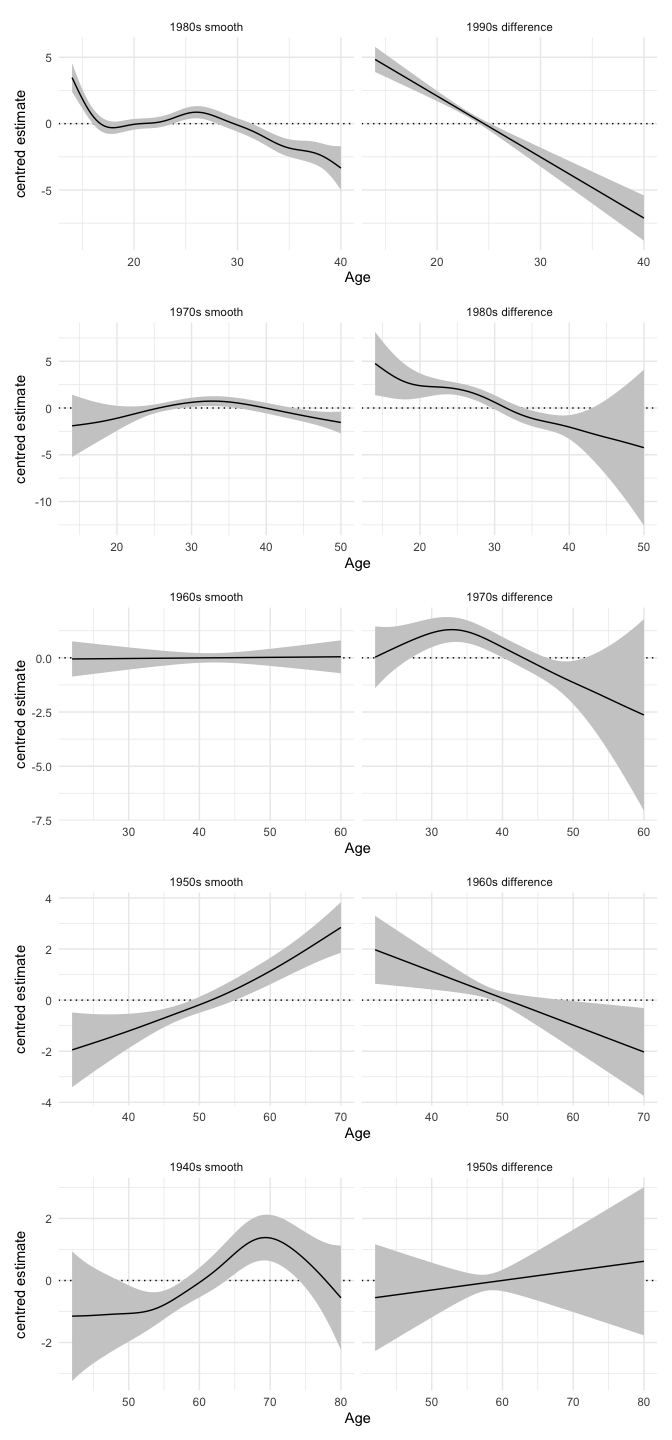 1980s smooth 1990s difference
5
0
-5
centred estimate
20 30 40 20 30 40
Age
1970s smooth 1980s difference
5
0
-5
-10
centred estimate
20 30 40 50 20 30 40 50
Age
1960s smooth 1970s difference
0.0
-2.5
-5.0
-7.5
centred estimate
30 40 50 60 30 40 50 60
Age
1950s smooth 1960s difference
4
2
0
-2
-4
centred estimate
40 50 60 70 40 50 60 70
Age
1940s smooth 1950s difference
2
0
-2
centred estimate
50 60 70 80 50 60 70 80
Age